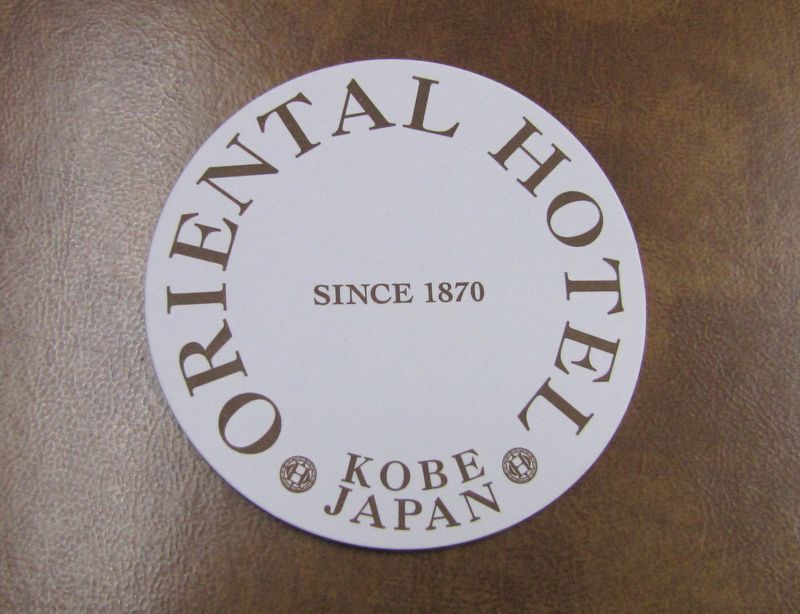 ORIENTAL HOTEL
SINCE 1870
KOBE
JAPAN